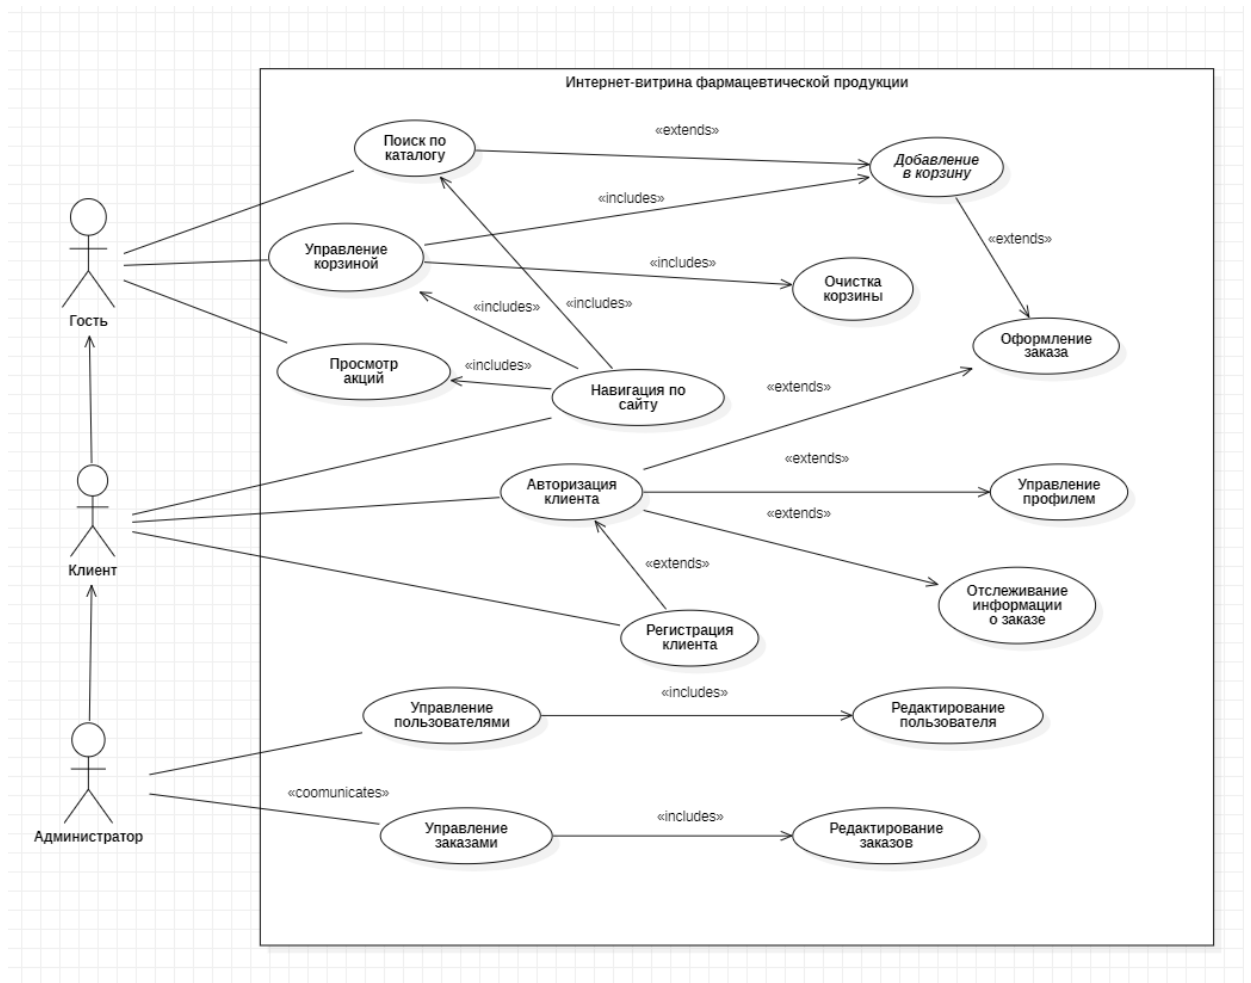 Интернет-витрина фармацевтической продукции
Поиск по
каталогу
«extends»
Добавление
в корзину
«includes»
Управление
корзиной
«extends»
«includes»
Очистка
корзины
«includes»
«includes»
Гость
Оформление
заказа
Просмотр
акций
«includes»
Навигация по
сайту
«extends»
«extends»
Авторизация
клиента
Управление
профилем
«extends»
Клиент
«extends»
Отслеживание
информации
о заказе
Регистрация
клиента
Управление
пользователями
«includes»
Редактирование
пользователя
«coomunicates»
Администратор
Управление
заказами
«includes»
Редактирование
заказов